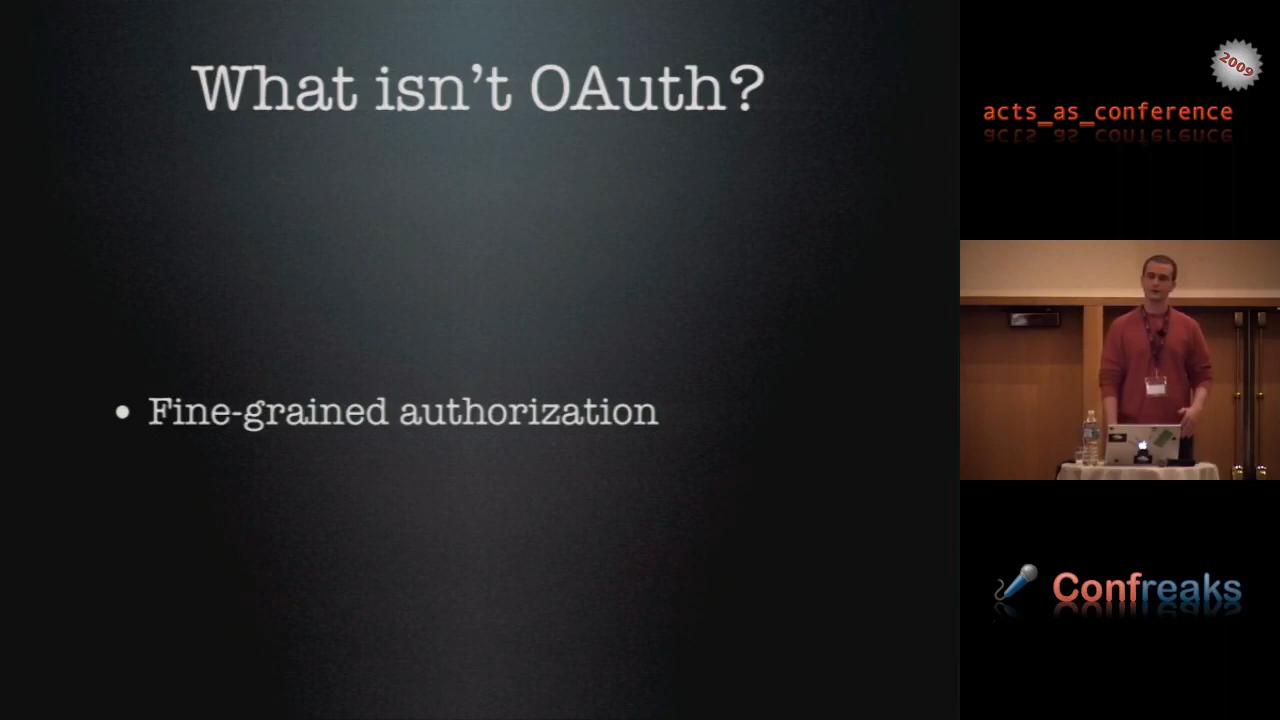 What isn't OAuth?
• Fine-grained authorization
2009
acts_as_conference
Confreaks